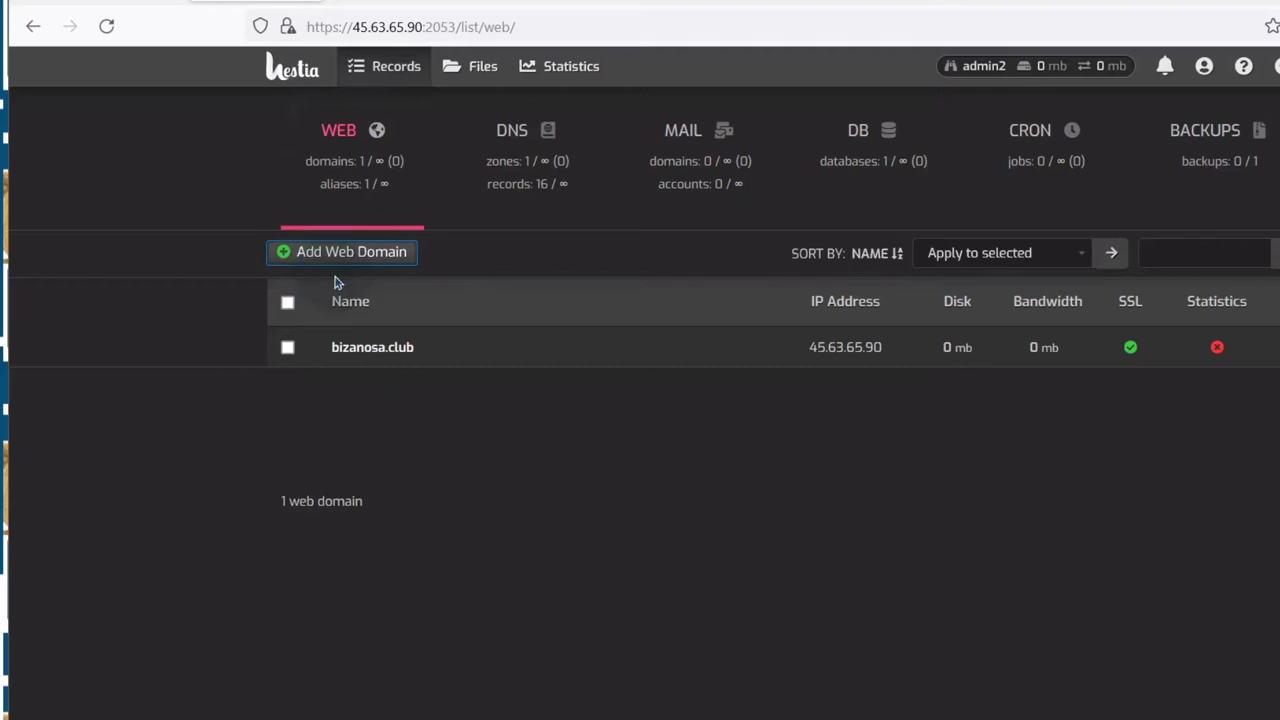 https://45.63.65.90:2053/list/web/
Hestia Records Files Statistics admin2 0 mb 0 mb
WEB DNS MAIL DB CRON BACKUPS
domains: 1 / ∞ (0) zones: 1 / ∞ (0) domains: 0 / ∞ (0) databases: 1 / ∞ (0) jobs: 0 / ∞ (0) backups: 0 / 1
aliases: 1 / ∞ records: 16 / ∞ accounts: 0 / ∞
Add Web Domain SORT BY: NAME Apply to selected
Name IP Address Disk Bandwidth SSL Statistics
bizanosa.club 45.63.65.90 0 mb 0 mb
1 web domain